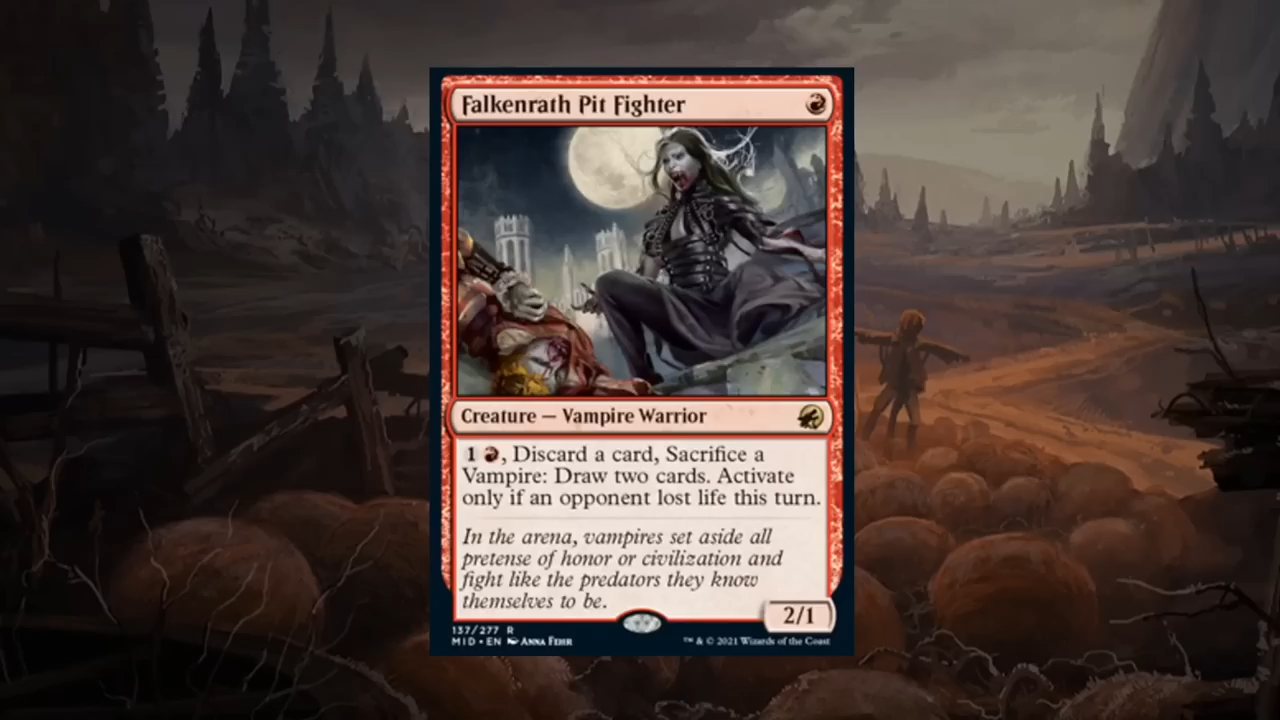 Falkenrath Pit Fighter
Creature — Vampire Warrior
1 , Discard a card, Sacrifice a
Vampire: Draw two cards. Activate
only if an opponent lost life this turn.
In the arena, vampires set aside all
pretense of honor or civilization and
fight like the predators they know
themselves to be.
2/1
137/277 R
MID • EN Anna Fehr
™ & © 2021 Wizards of the Coast